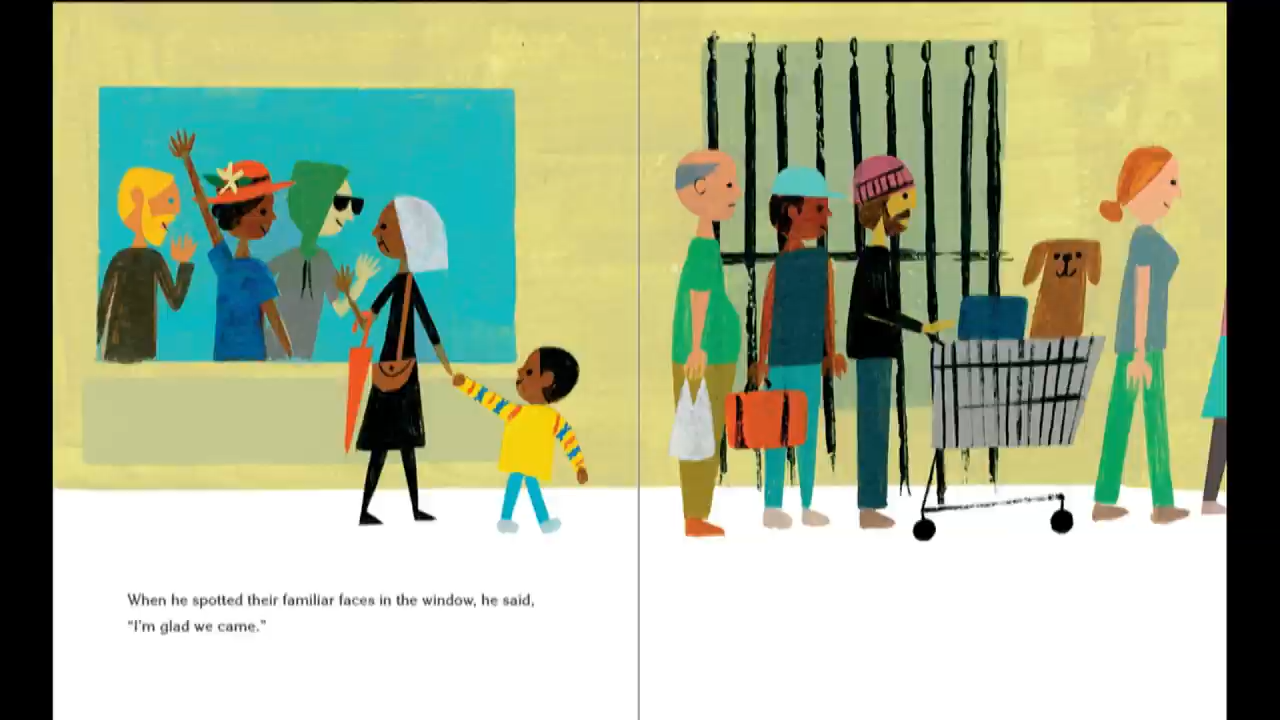 When he spotted their familiar faces in the window, he said,
“I’m glad we came.”